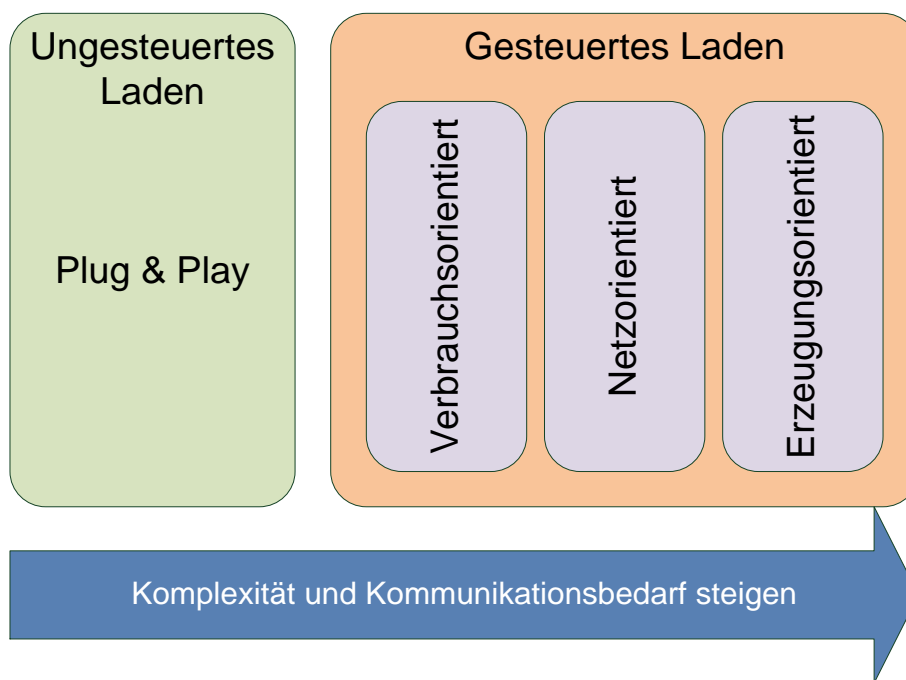 Ungesteuertes
Laden
Plug & Play
Gesteuertes Laden
Verbrauchsorientiert
Netzorientiert
Erzeugungsorientiert
Komplexität und Kommunikationsbedarf steigen